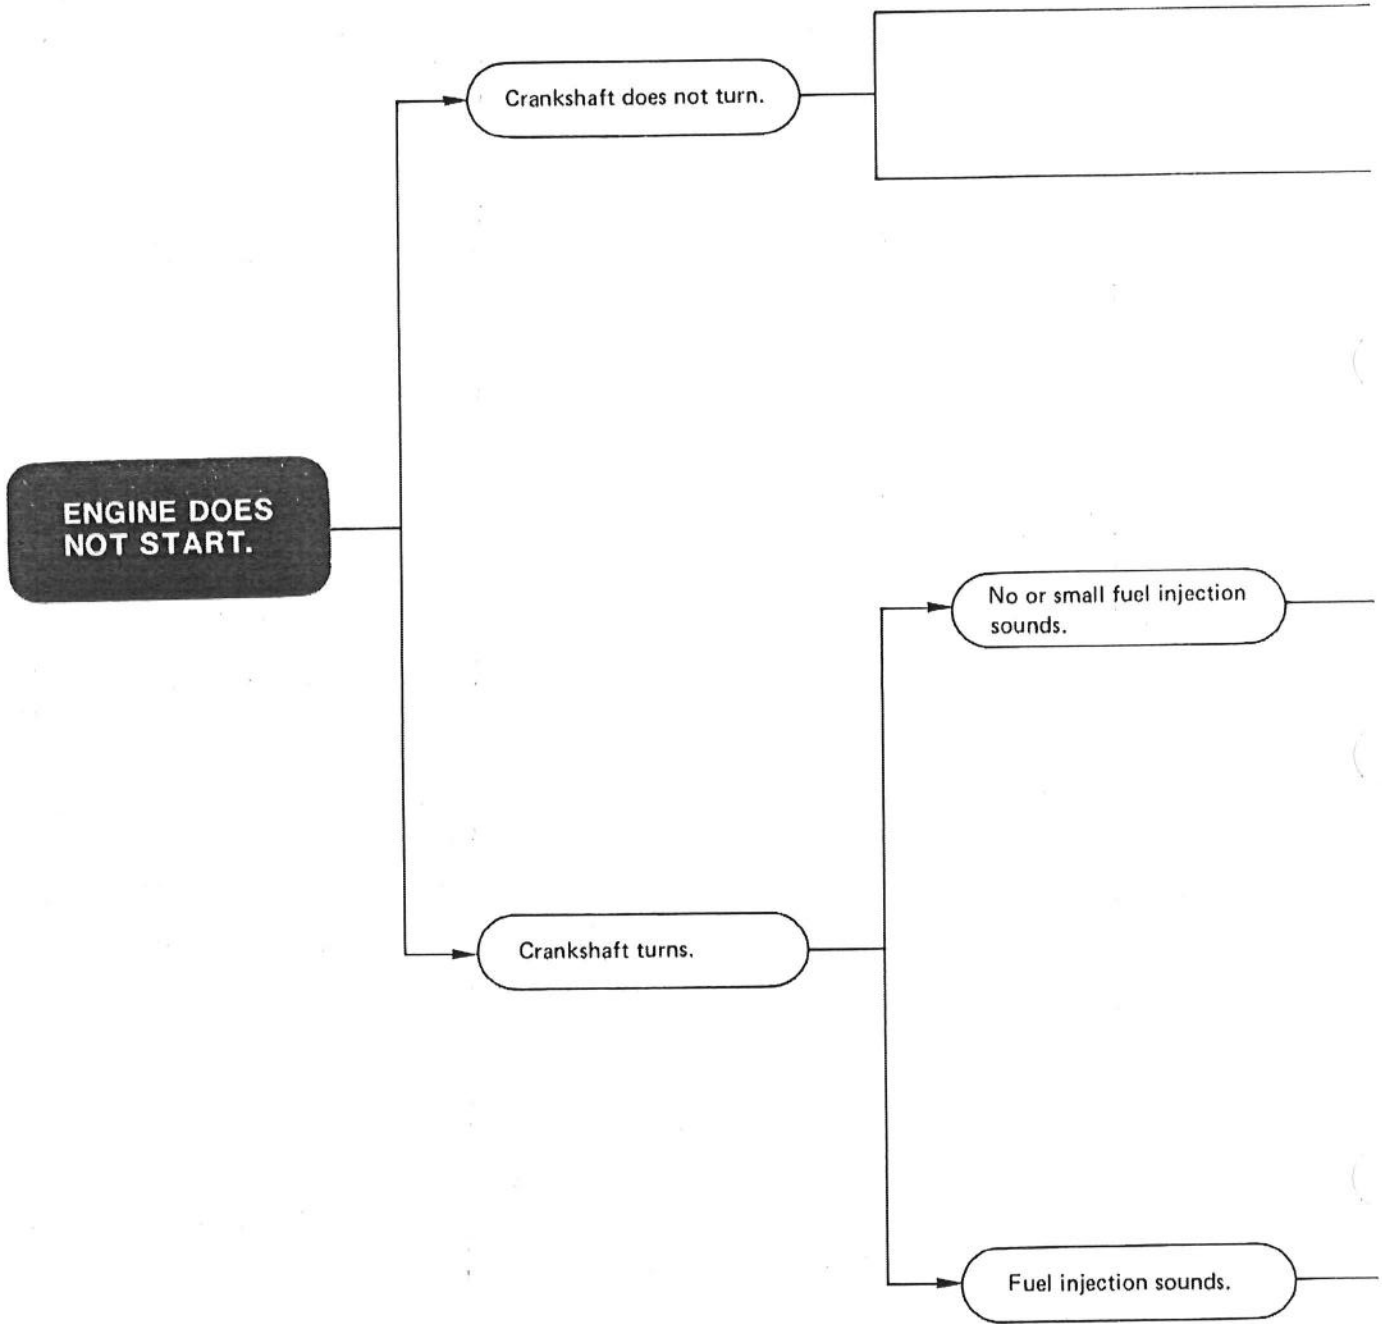 Crankshaft does not turn.
ENGINE DOES
NOT START.
No or small fuel injection
sounds.
Crankshaft turns.
Fuel injection sounds.